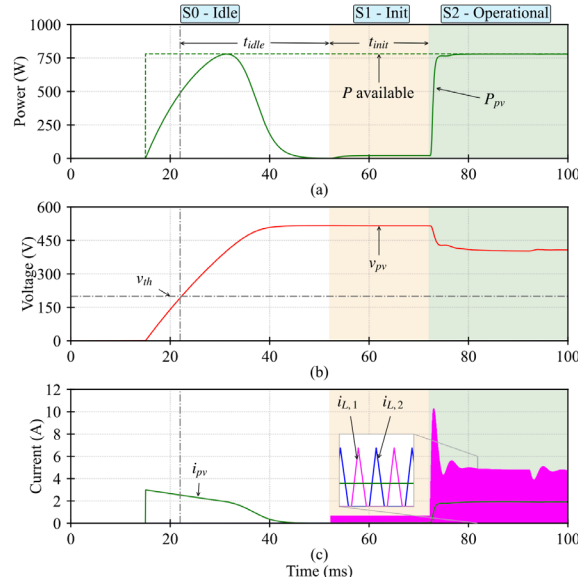 S0 - Idle
S1 - Init
S2 - Operational
Power (W)
1000
750
500
250
0
t_idle
t_init
P available
P_pv
0 20 40 60 80 100
(a)
Voltage (V)
600
450
300
150
0
v_th
v_pv
0 20 40 60 80 100
(b)
Current (A)
12
10
8
6
4
2
0
i_pv
i_L, 1
i_L, 2
0 20 40 60 80 100
(c)
Time (ms)